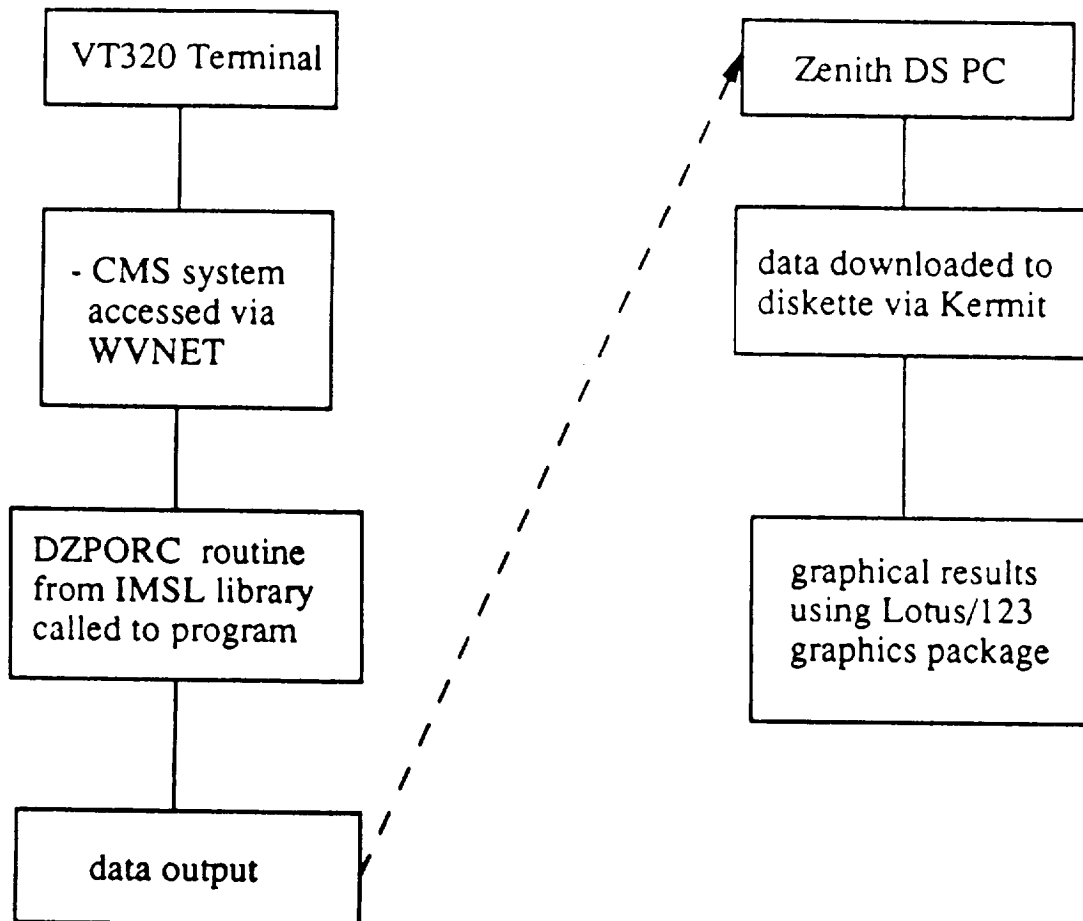 VT320 Terminal
- CMS system
accessed via
WVNET
DZPORC routine
from IMSL library
called to program
data output
Zenith DS PC
data downloaded to
diskette via Kermit
graphical results
using Lotus/123
graphics package